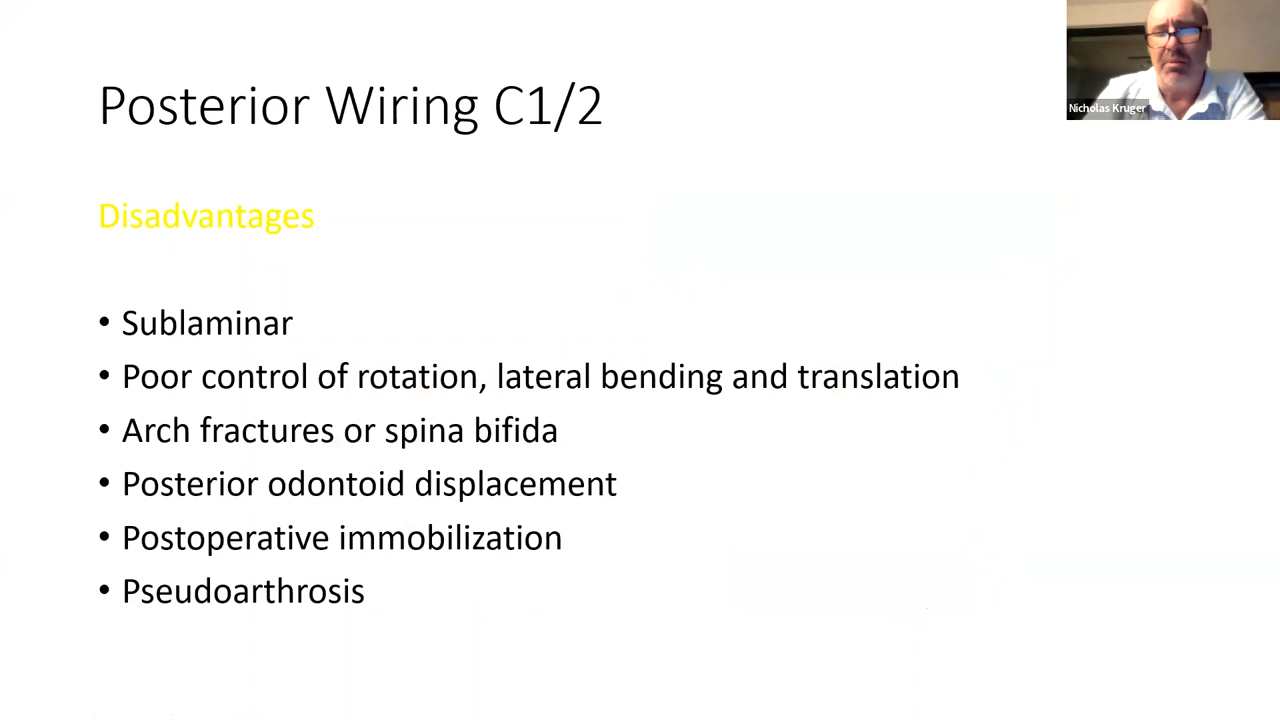 Posterior Wiring C1/2
Nicholas Kruger
Disadvantages
• Sublaminar
• Poor control of rotation, lateral bending and translation
• Arch fractures or spina bifida
• Posterior odontoid displacement
• Postoperative immobilization
• Pseudoarthrosis